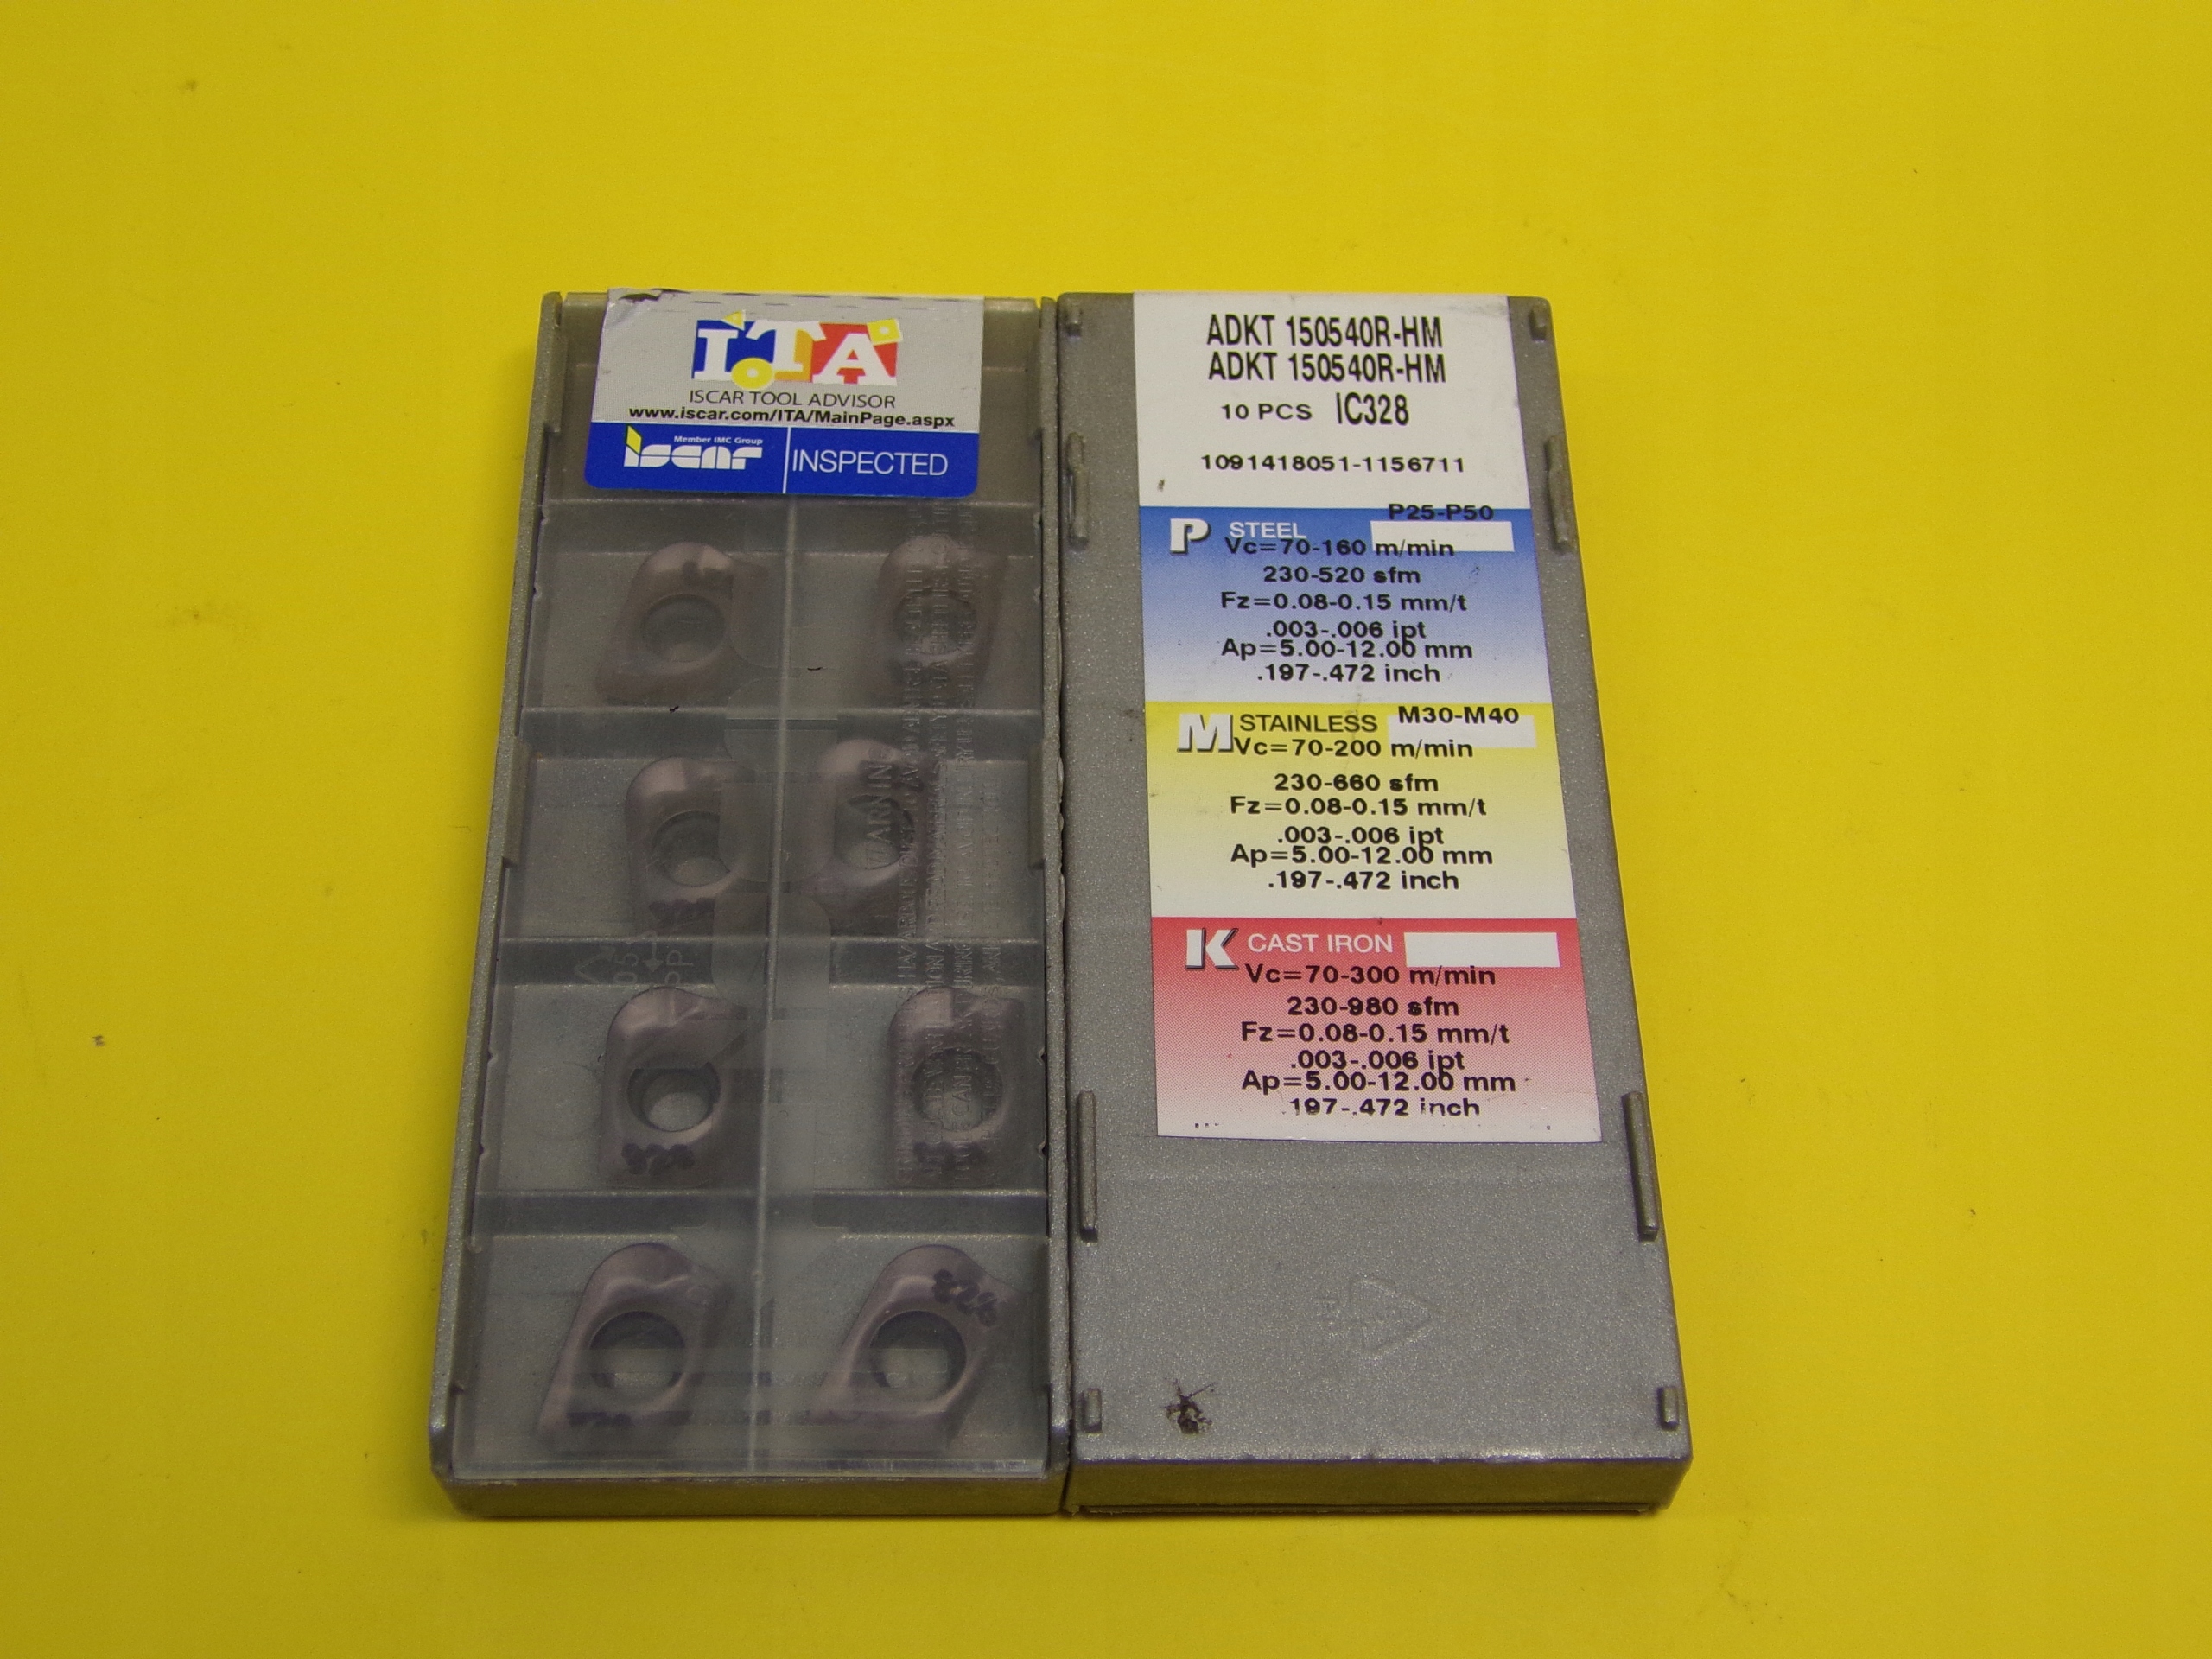 ITA
ISCAR TOOL ADVISOR
www.iscar.com/ITA/MainPage.aspx
Member IMC Group
iscar
INSPECTED
05
PP
328
328
ADKT 150540R-HM
ADKT 150540R-HM
10 PCS IC328
1091418051-1156711
P25-P50
P STEEL
Vc=70-160 m/min
230-520 sfm
Fz=0.08-0.15 mm/t
.003-.006 ipt
Ap=5.00-12.00 mm
.197-.472 inch
M STAINLESS M30-M40
Vc=70-200 m/min
230-660 sfm
Fz=0.08-0.15 mm/t
.003-.006 ipt
Ap=5.00-12.00 mm
.197-.472 inch
K CAST IRON
Vc=70-300 m/min
230-980 sfm
Fz=0.08-0.15 mm/t
.003-.006 ipt
Ap=5.00-12.00 mm
.197-.472 inch